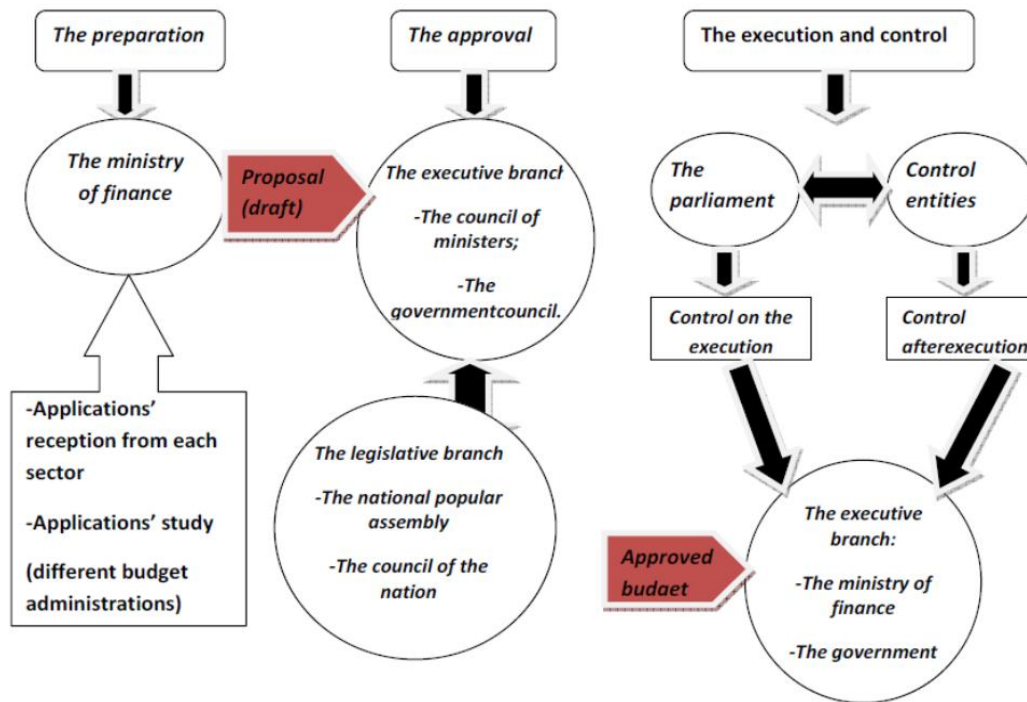 The preparation
The ministry
of finance
-Applications'
reception from each
sector
-Applications' study
(different budget
administrations)
Proposal
(draft)
The approval
The executive branch
-The council of
ministers;
-The
governmentcouncil.
The legislative branch
-The national popular
assembly
-The council of the
nation
The execution and control
The
parliament
Control
entities
Control on the
execution
Control
afterexecution
Approved
budaet
The executive
branch:
-The ministry of
finance
-The government